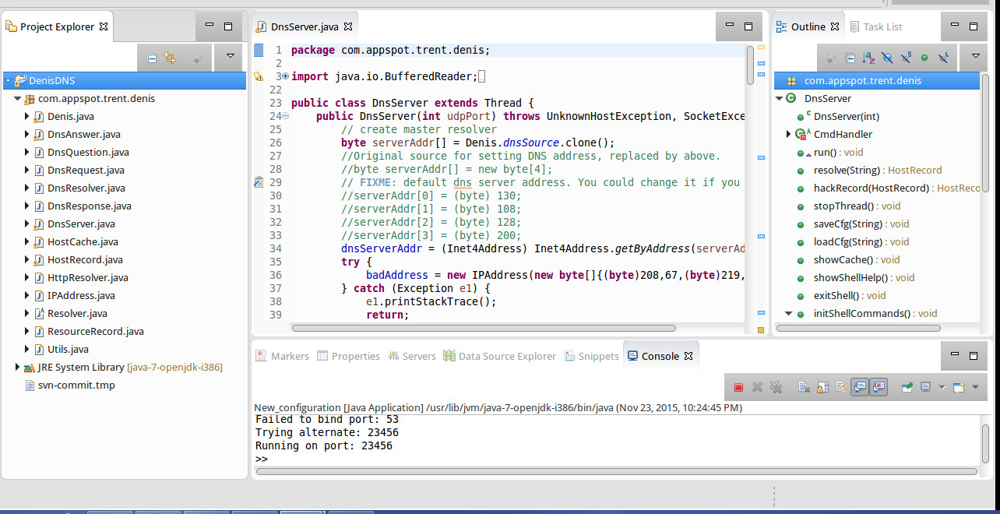 Project Explorer
DenisDNS
com.appspot.trent.denis
Denis.java
DnsAnswer.java
DnsQuestion.java
DnsRequest.java
DnsResolver.java
DnsResponse.java
DnsServer.java
HostCache.java
HostRecord.java
HttpResolver.java
IPAddress.java
Resolver.java
ResourceRecord.java
Utils.java
JRE System Library [java-7-openjdk-i386]
svn-commit.tmp
DnsServer.java
1 package com.appspot.trent.denis;
2
3 import java.io.BufferedReader;
22
23 public class DnsServer extends Thread {
24 public DnsServer(int udpPort) throws UnknownHostException, SocketExce
25 // create master resolver
26 byte serverAddr[] = Denis.dnsSource.clone();
27 //Original source for setting DNS address, replaced by above.
28 //byte serverAddr[] = new byte[4];
29 // FIXME: default dns server address. You could change it if you
30 //serverAddr[0] = (byte) 130;
31 //serverAddr[1] = (byte) 108;
32 //serverAddr[2] = (byte) 128;
33 //serverAddr[3] = (byte) 200;
34 dnsServerAddr = (Inet4Address) Inet4Address.getByAddress(serverAd
35 try {
36 badAddress = new IPAddress(new byte[]{(byte)208,67,(byte)219,
37 } catch (Exception e1) {
38 e1.printStackTrace();
39 return;
Outline Task List
com.appspot.trent.denis
DnsServer
DnsServer(int)
CmdHandler
run() : void
resolve(String) : HostRecord
hackRecord(HostRecord) : HostReco
stopThread() : void
saveCfg(String) : void
loadCfg(String) : void
showCache() : void
showShellHelp() : void
exitShell() : void
initShellCommands() : void
Markers Properties Servers Data Source Explorer Snippets Console
New_configuration [Java Application] /usr/lib/jvm/java-7-openjdk-i386/bin/java (Nov 23, 2015, 10:24:45 PM)
Failed to bind port: 53
Trying alternate: 23456
Running on port: 23456
>>